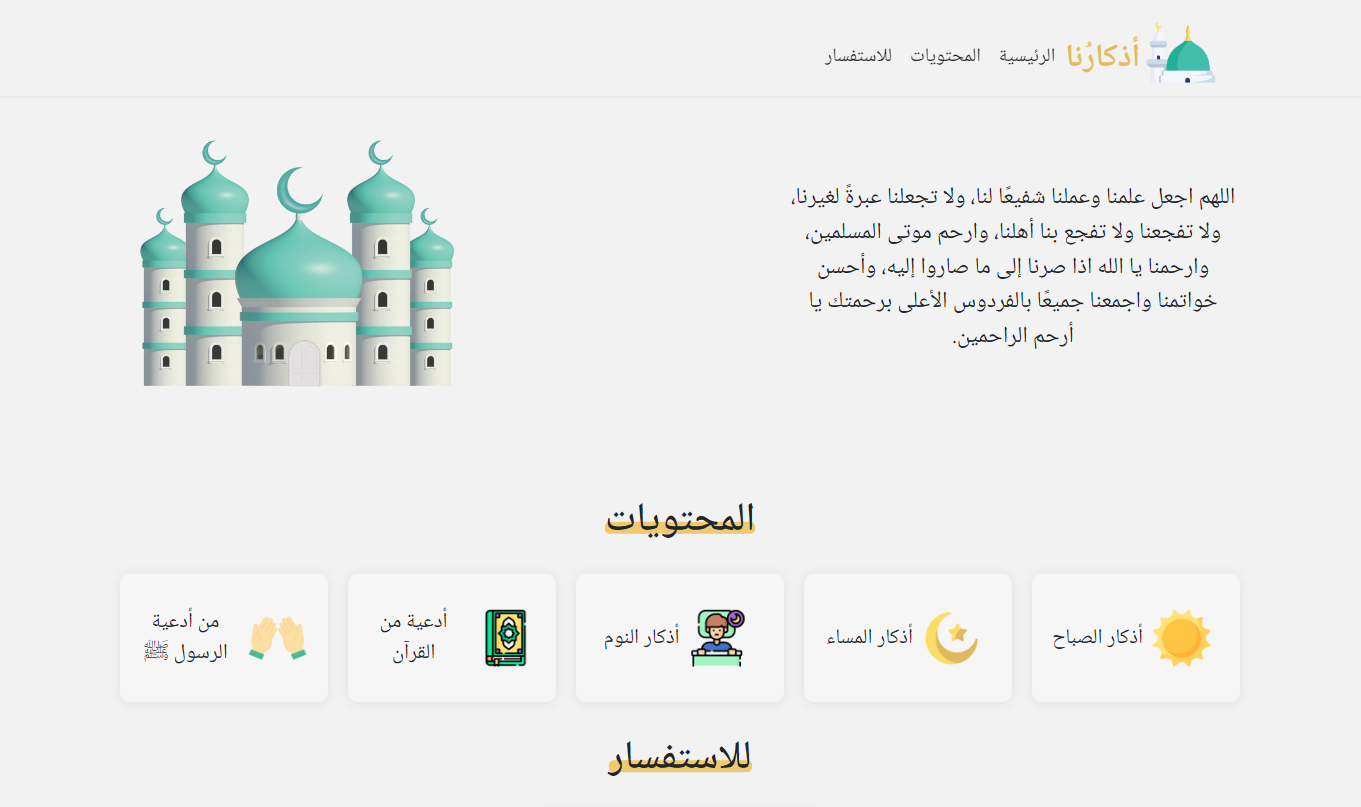 أذكارُنا
الرئيسية
المحتويات
للاستفسار
اللهم اجعل علمنا وعملنا شفيعًا لنا، ولا تجعلنا عبرةً لغيرنا،
ولا تفجعنا ولا تفجع بنا أهلنا، وارحم موتى المسلمين،
وارحمنا يا الله اذا صرنا إلى ما صاروا إليه، وأحسن
خواتمنا واجمعنا جميعًا بالفردوس الأعلى برحمتك يا
أرحم الراحمين.
المحتويات
أذكار الصباح
أذكار المساء
أذكار النوم
أدعية من
القرآن
من أدعية
الرسول ﷺ
للاستفسار